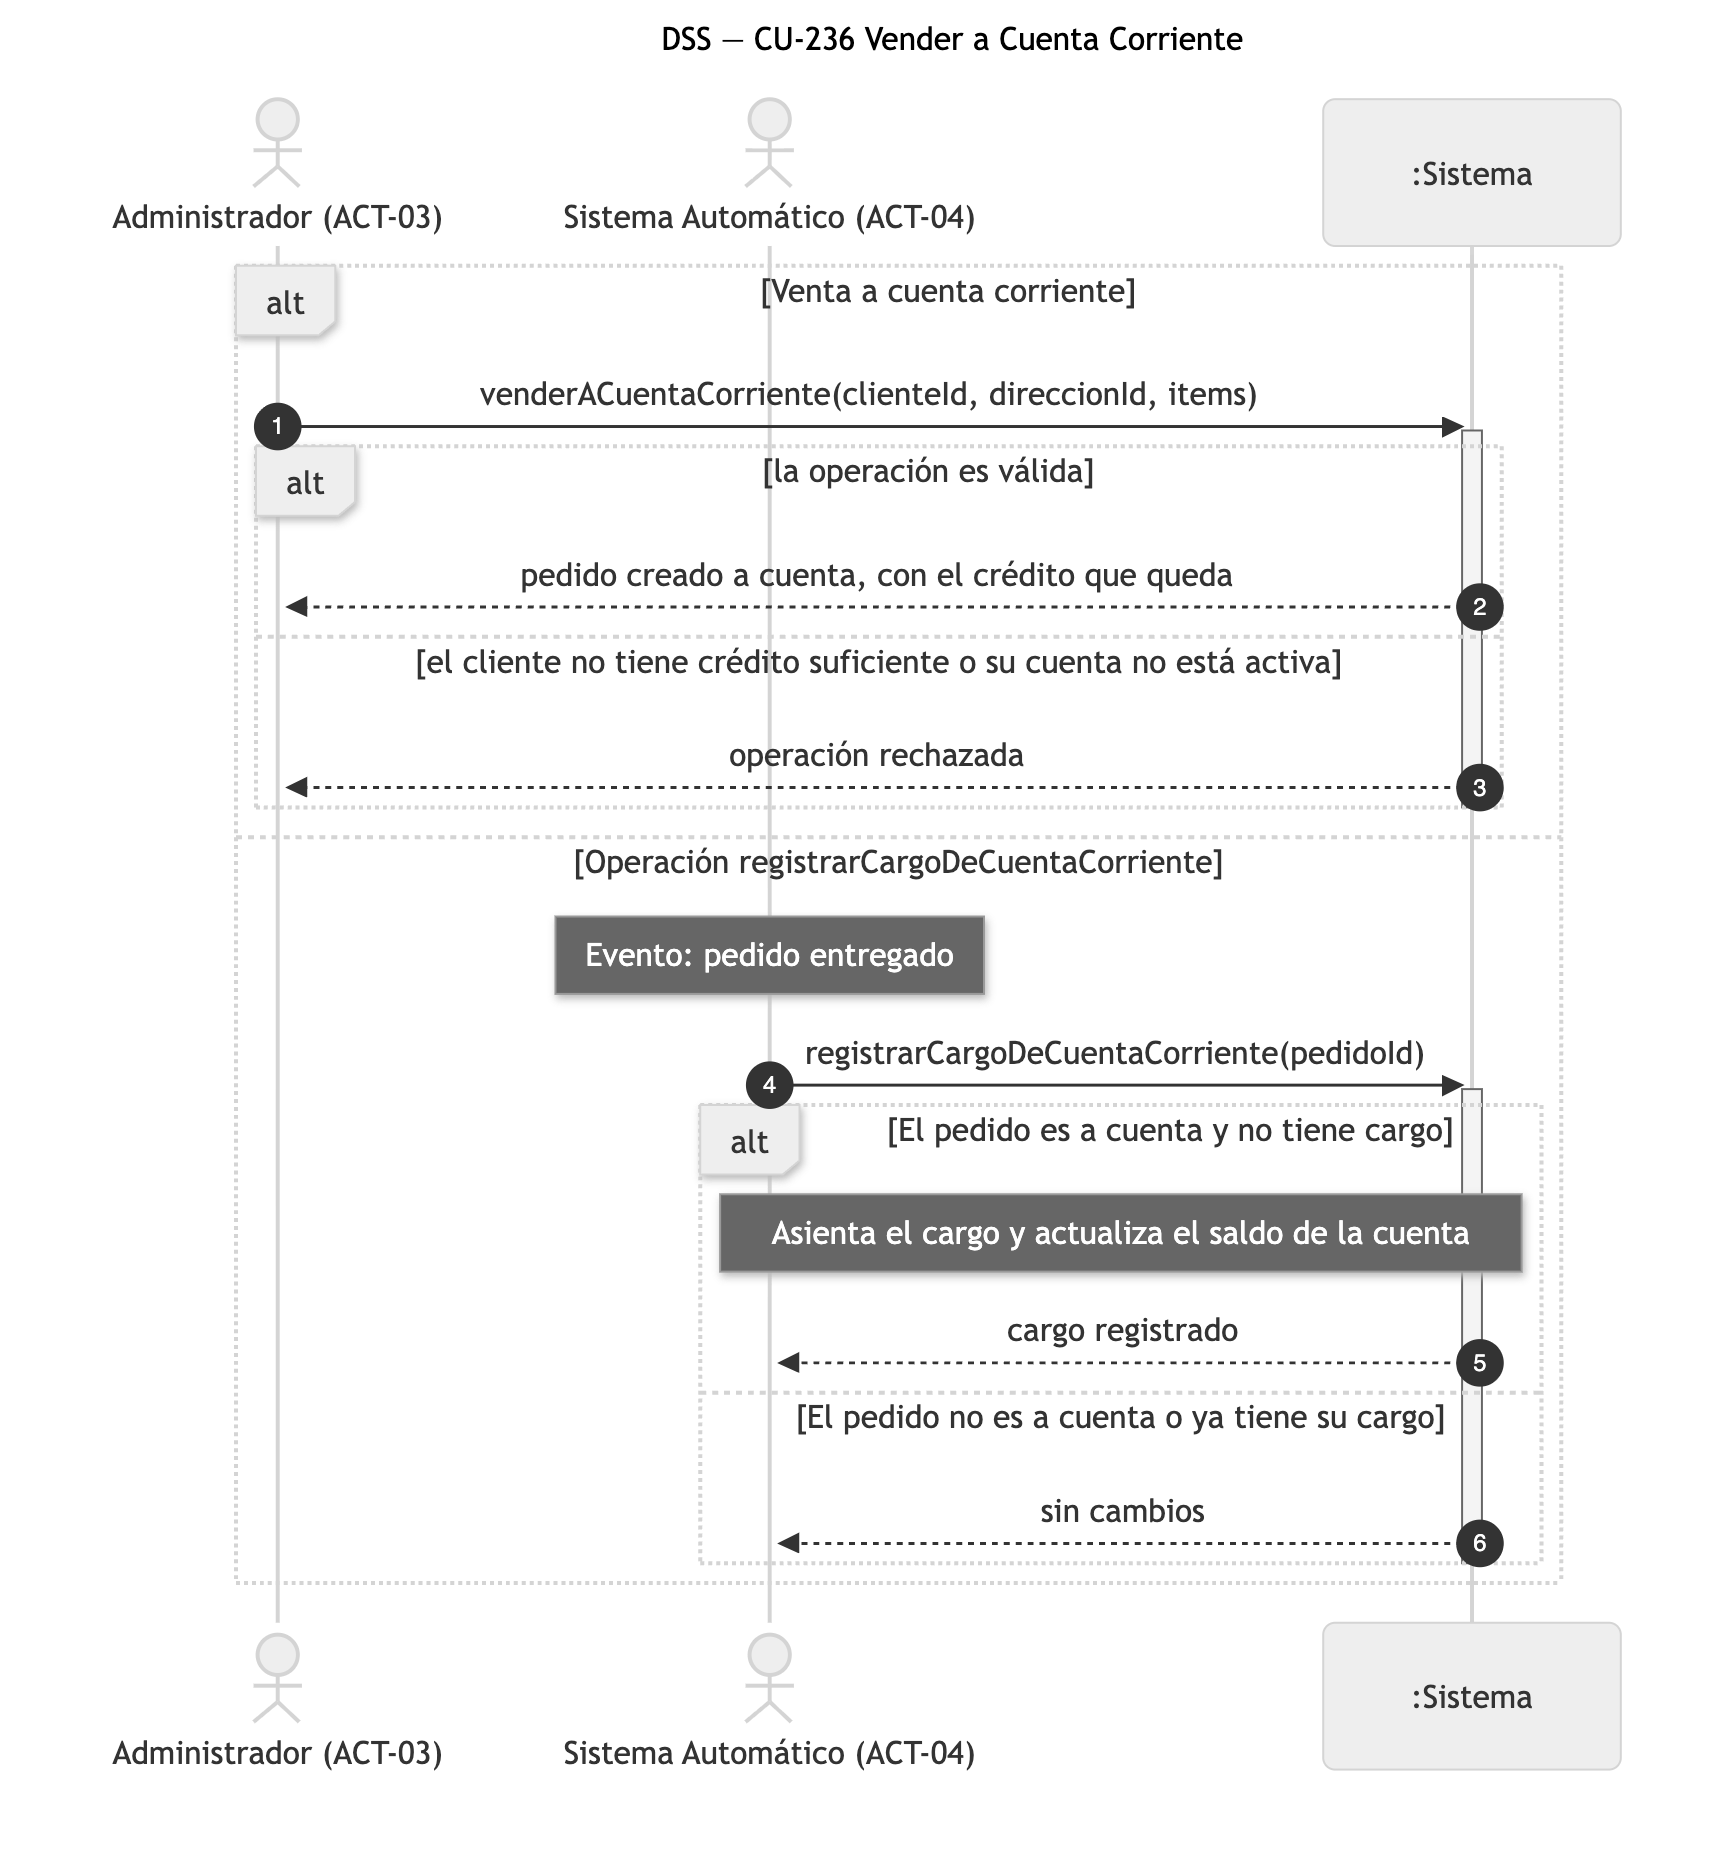 DSS — CU-236 Vender a Cuenta Corriente
Administrador (ACT-03)
Sistema Automático (ACT-04)
:Sistema
alt
[Venta a cuenta corriente]
venderACuentaCorriente(clienteId, direccionId, items)
1
alt
[la operación es válida]
pedido creado a cuenta, con el crédito que queda
2
[el cliente no tiene crédito suficiente o su cuenta no está activa]
operación rechazada
3
[Operación registrarCargoDeCuentaCorriente]
Evento: pedido entregado
registrarCargoDeCuentaCorriente(pedidoId)
4
alt
[El pedido es a cuenta y no tiene cargo]
Asienta el cargo y actualiza el saldo de la cuenta
cargo registrado
5
[El pedido no es a cuenta o ya tiene su cargo]
sin cambios
6
Administrador (ACT-03)
Sistema Automático (ACT-04)
:Sistema